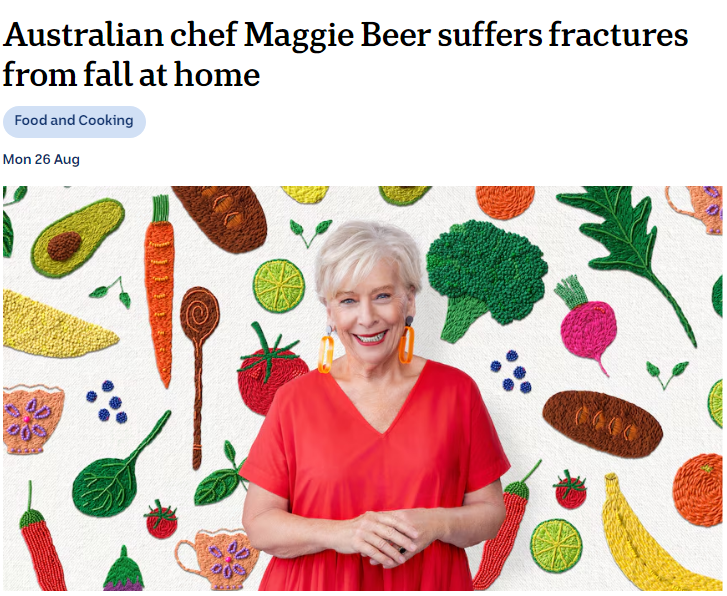 Australian chef Maggie Beer suffers fractures
from fall at home
Food and Cooking
Mon 26 Aug